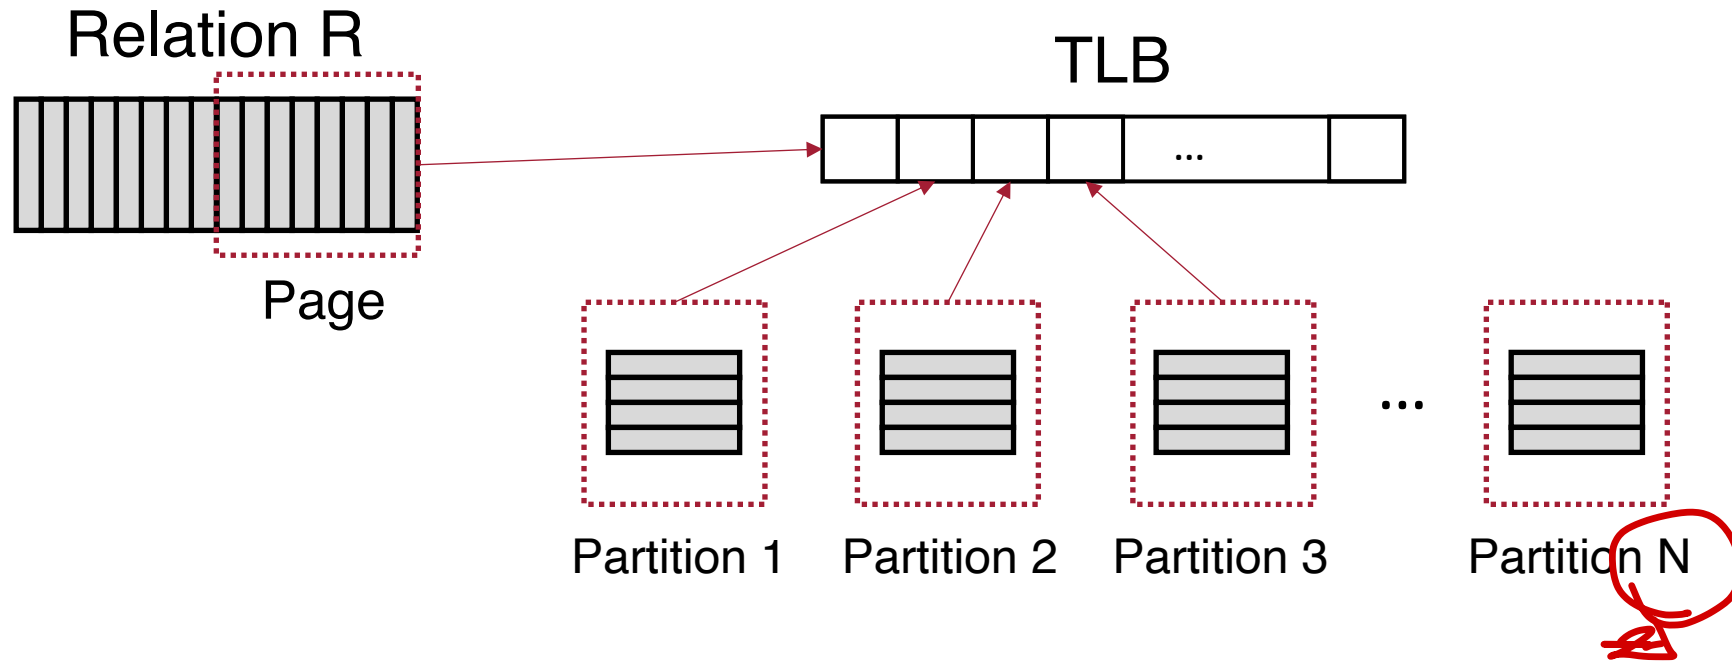 Relation R
TLB
...
Page
...
Partition 1
Partition 2
Partition 3
Partition N